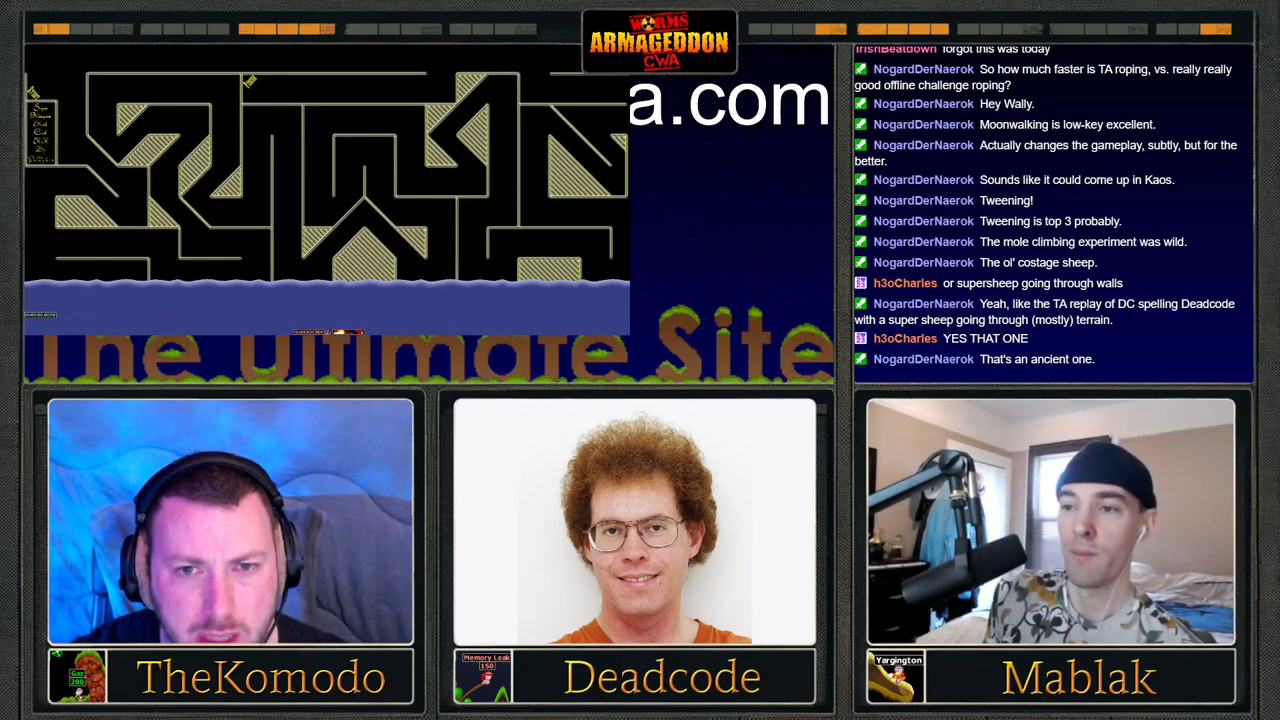 WORMS
ARMAGEDDON
CWA
a.com
The Ultimate Site
IrishBeatdown forgot this was today
NogardDerNaerok So how much faster is TA roping, vs. really really
good offline challenge roping?
NogardDerNaerok Hey Wally.
NogardDerNaerok Moonwalking is low-key excellent.
NogardDerNaerok Actually changes the gameplay, subtly, but for the
better.
NogardDerNaerok Sounds like it could come up in Kaos.
NogardDerNaerok Tweening!
NogardDerNaerok Tweening is top 3 probably.
NogardDerNaerok The mole climbing experiment was wild.
NogardDerNaerok The ol' costage sheep.
h3oCharles or supersheep going through walls
NogardDerNaerok Yeah, like the TA replay of DC spelling Deadcode
with a super sheep going through (mostly) terrain.
h3oCharles YES THAT ONE
NogardDerNaerok That's an ancient one.
Gaz
200
TheKomodo
Memory Leak
150
Deadcode
Yargington
Mablak